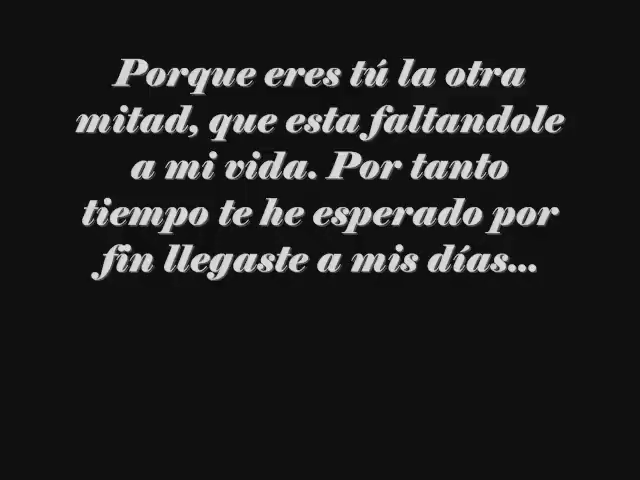 Porque eres tú la otra
mitad, que esta faltandole
a mi vida. Por tanto
tiempo te he esperado por
fin llegaste a mis días...